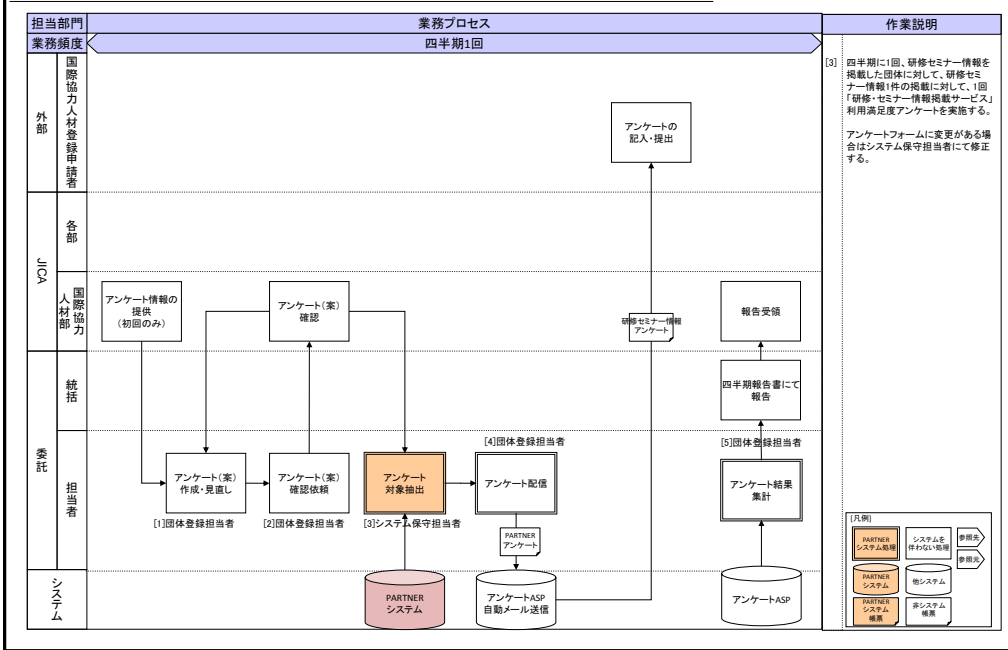 担当部門
業務プロセス
作業説明
業務頻度
四半期1回
外部
国際協力人材登録申請者
アンケートの
記入・提出
[3] 四半期に1回、研修セミナー情報を
掲載した団体に対して、研修セミ
ナー情報1件の掲載に対して、1回
「研修・セミナー情報掲載サービス」
利用満足度アンケートを実施する。
アンケートフォームに変更がある場
合はシステム保守担当者にて修正
する。
JICA
各部
国際協力
人材部
アンケート情報の
提供
(初回のみ)
アンケート(案)
確認
研修セミナー情報
アンケート
報告受領
委託
統括
四半期報告書にて
報告
担当者
[4]団体登録担当者
[5]団体登録担当者
アンケート(案)
作成・見直し
アンケート(案)
確認依頼
アンケート
対象抽出
アンケート配信
アンケート結果
集計
[1]団体登録担当者
[2]団体登録担当者
[3]システム保守担当者
PARTNER
アンケート
システム
PARTNER
システム
アンケートASP
自動メール送信
アンケートASP
[凡例]
PARTNER
システム処理
システムを
伴わない処理
参照先
参照元
PARTNER
システム
他システム
PARTNER
システム
帳票
非システム
帳票